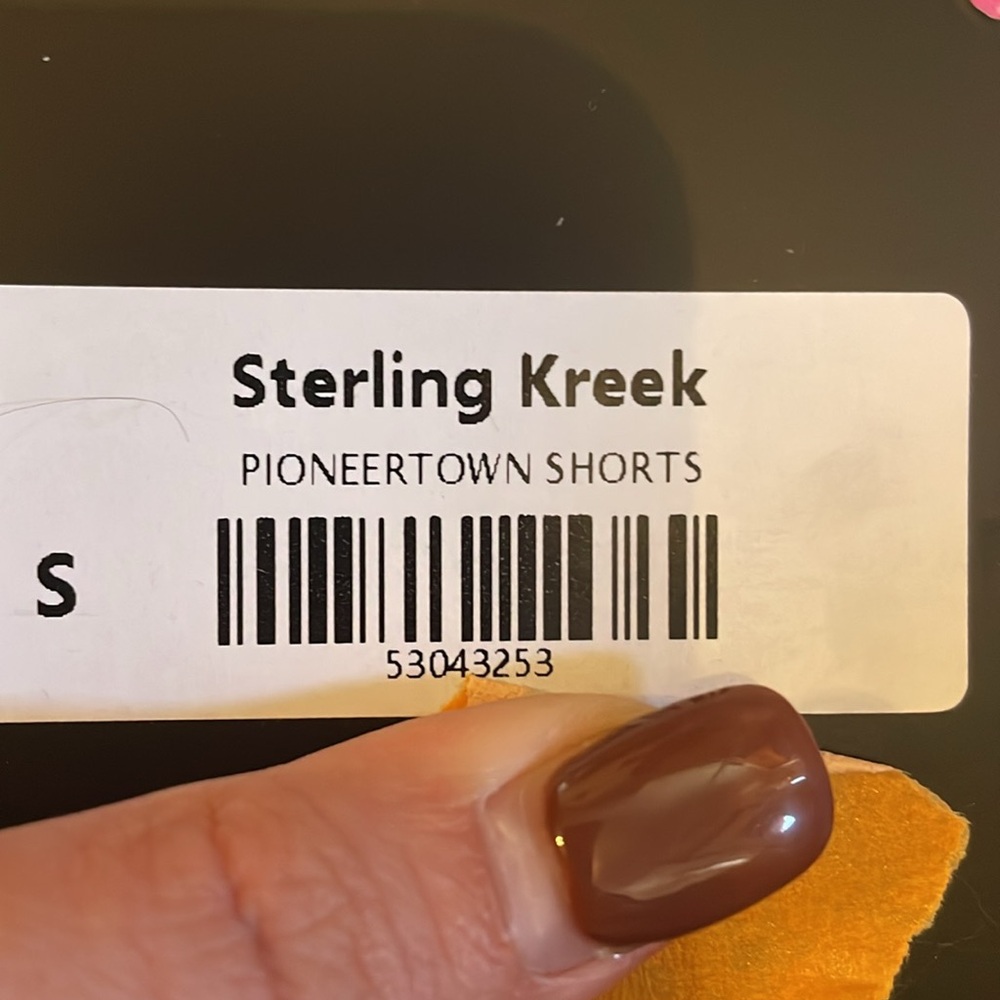 Sterling Kreek
PIONEERTOWN SHORTS
S
53043253